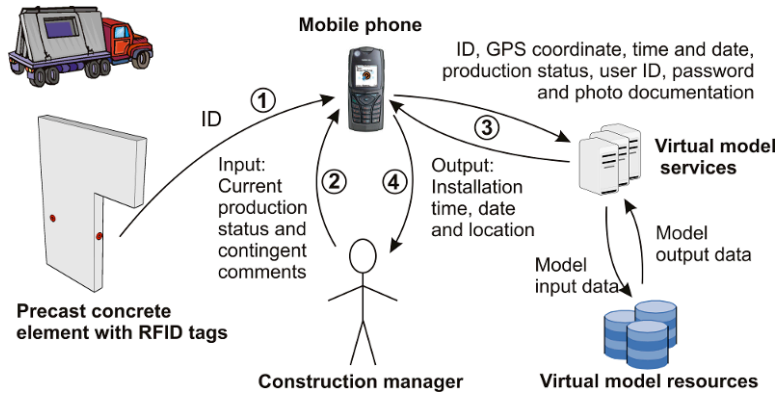 Mobile phone
ID, GPS coordinate, time and date,
production status, user ID, password
and photo documentation
ID
1
3
Virtual model
services
Input:
Current
production
status and
contingent
comments
2
4
Output:
Installation
time, date
and location
Model
output data
Model
input data
Precast concrete
element with RFID tags
Construction manager
Virtual model resources